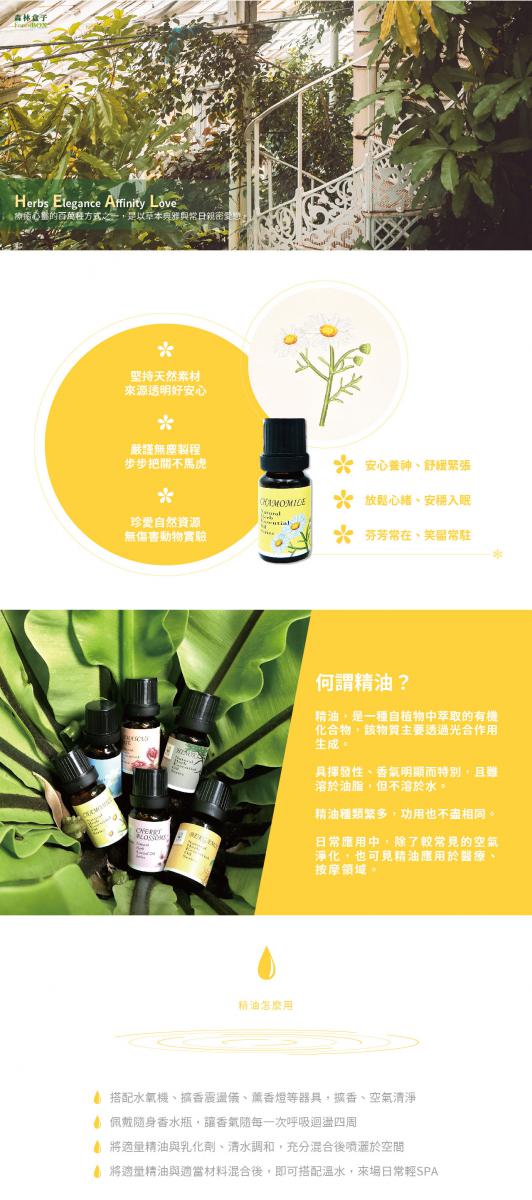 森林盒子
ForestBOX
Herbs Elegance Affinity Love
療癒心靈的百萬種方式之一，是以草本典雅與常日親密愛戀。
堅持天然素材
來源透明好安心
嚴謹無塵製程
步步把關不馬虎
珍愛自然資源
無傷害動物實驗
CHAMOMILE
Natural
Herb
Essential
Oil
Series
安心養神、舒緩緊張
放鬆心緒、安穩入眠
芬芳常在、笑留常駐
何謂精油？
精油，是一種自植物中萃取的有機
化合物，該物質主要透過光合作用
生成。
具揮發性、香氣明顯而特別，且難
溶於油脂，但不溶於水。
精油種類繁多，功用也不盡相同。
日常應用中，除了較常見的空氣
淨化，也可見精油應用於醫療、
按摩領域。
CHAMOMILE
CHERRY
BLOSSOMS
精油怎麼用
搭配水氧機、擴香震盪儀、薰香燈等器具，擴香、空氣清淨
佩戴隨身香水瓶，讓香氣隨每一次呼吸迴盪四周
將適量精油與乳化劑、清水調和，充分混合後噴灑於空間
將適量精油與適當材料混合後，即可搭配溫水，來場日常輕SPA